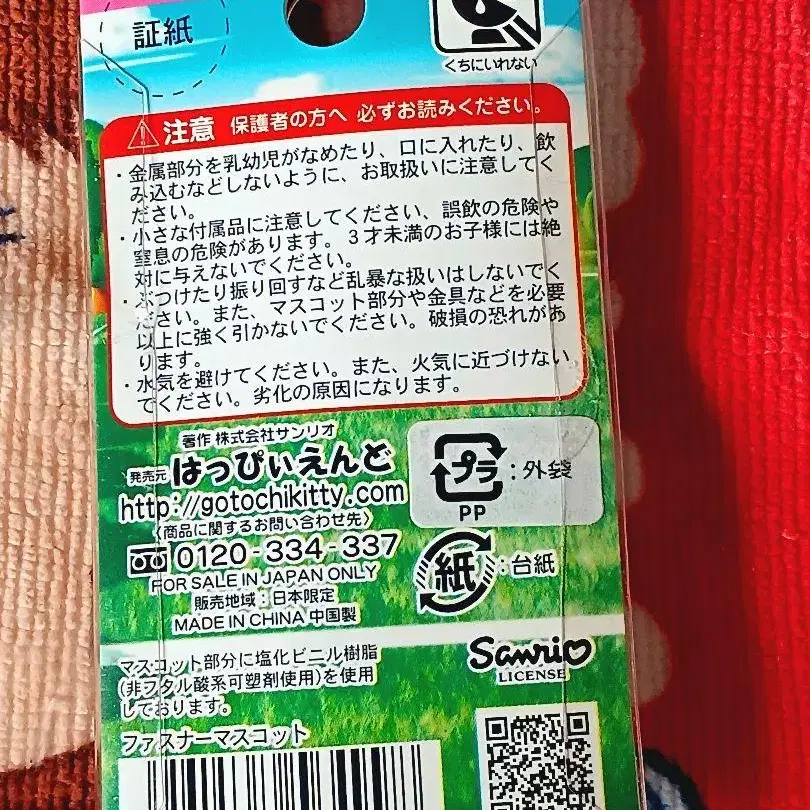 証紙
くちにいれない
注意 保護者の方へ 必ずお読みください。
・金属部分を乳幼児がなめたり、口に入れたり、飲
み込むなどしないように、お取扱いに注意してく
ださい。
・小さな付属品に注意してください、誤飲の危険や
窒息の危険があります。3才未満のお子様には絶
対に与えないでください。
・ぶつけたり振り回すなど乱暴な扱いはしないでく
ださい。また、マスコット部分や金具などを必要
以上に強く引かないでください。破損の恐れがあ
ります。
・水気を避けてください。また、火気に近づけない
でください。劣化の原因になります。
著作 株式会社サンリオ
発売元 はっぴぃえんど
http://gotochikitty.com
〈商品に関するお問い合わせ先〉
0120-334-337
FOR SALE IN JAPAN ONLY
販売地域:日本限定
MADE IN CHINA 中国製
プラ:外袋
PP
紙:台紙
マスコット部分に塩化ビニル樹脂
(非フタル酸系可塑剤使用)を使用
しております。
ファスナーマスコット
Sanrio
LICENSE